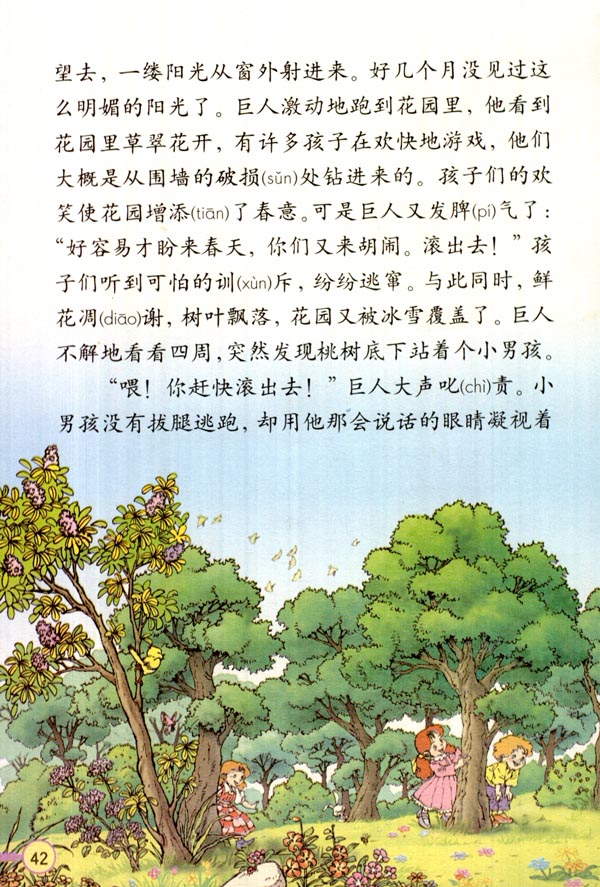 望去，一缕阳光从窗外射进来。好几个月没见过这
么明媚的阳光了。巨人激动地跑到花园里，他看到
花园里草翠花开，有许多孩子在欢快地游戏，他们
大概是从围墙的破损(sǔn)处钻进来的。孩子们的欢
笑使花园增添(tiān)了春意。可是巨人又发脾(pí)气了：
“好容易才盼来春天，你们又来胡闹。滚出去！”孩
子们听到可怕的训(xùn)斥，纷纷逃窜。与此同时，鲜
花凋(diāo)谢，树叶飘落，花园又被冰雪覆盖了。巨人
不解地看看四周，突然发现桃树底下站着个小男孩。
“喂！你赶快滚出去！”巨人大声叱(chì)责。小
男孩没有拔腿逃跑，却用他那会说话的眼睛凝视着
42